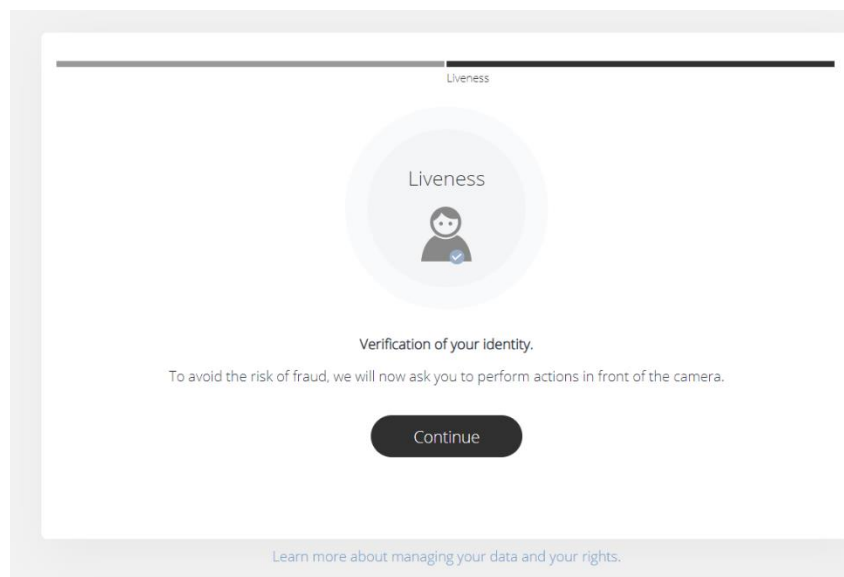 Liveness
Liveness
Verification of your identity.
To avoid the risk of fraud, we will now ask you to perform actions in front of the camera.
Continue
Learn more about managing your data and your rights.